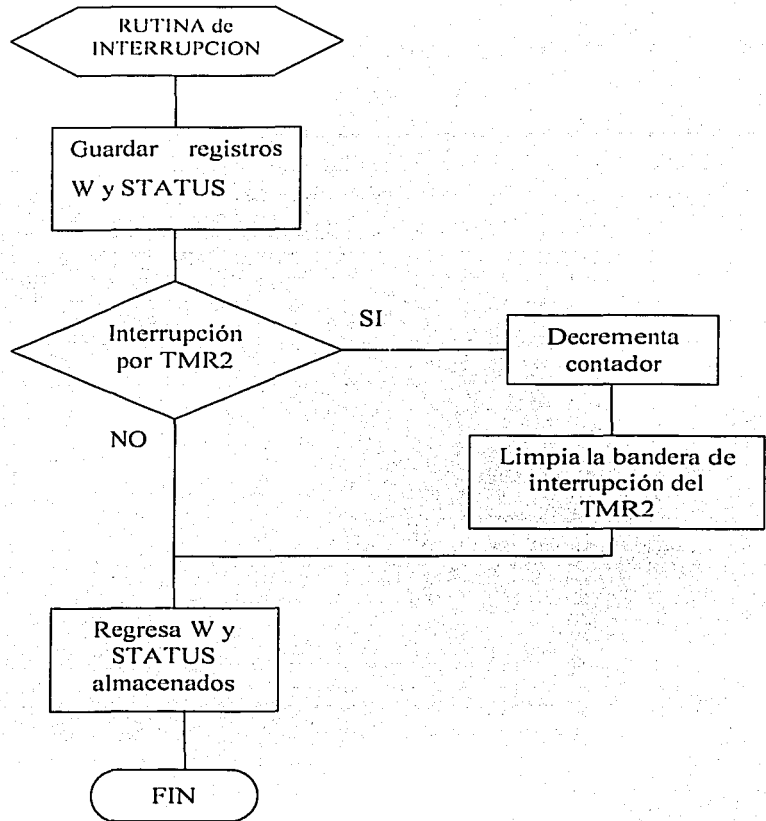 RUTINA de
INTERRUPCION
Guardar registros
W y STATUS
Interrupción
por TMR2
SI
Decrementa
contador
NO
Limpia la bandera de
interrupción del
TMR2
Regresa W y
STATUS
almacenados
FIN